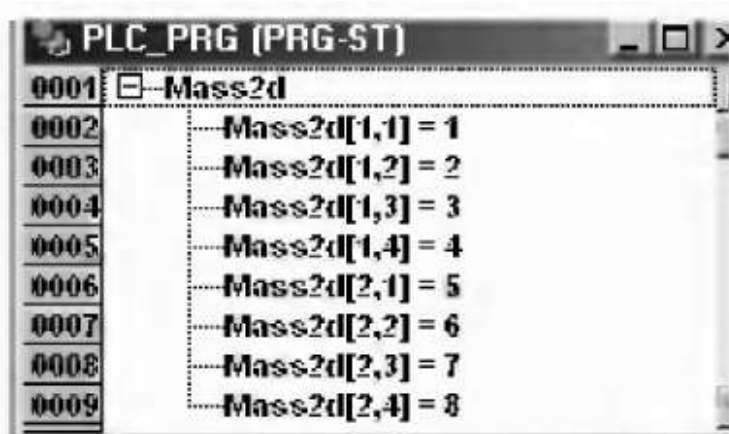 PLC_PRG (PRG-ST)
0001 Mass2d
0002 Mass2d[1,1] = 1
0003 Mass2d[1,2] = 2
0004 Mass2d[1,3] = 3
0005 Mass2d[1,4] = 4
0006 Mass2d[2,1] = 5
0007 Mass2d[2,2] = 6
0008 Mass2d[2,3] = 7
0009 Mass2d[2,4] = 8